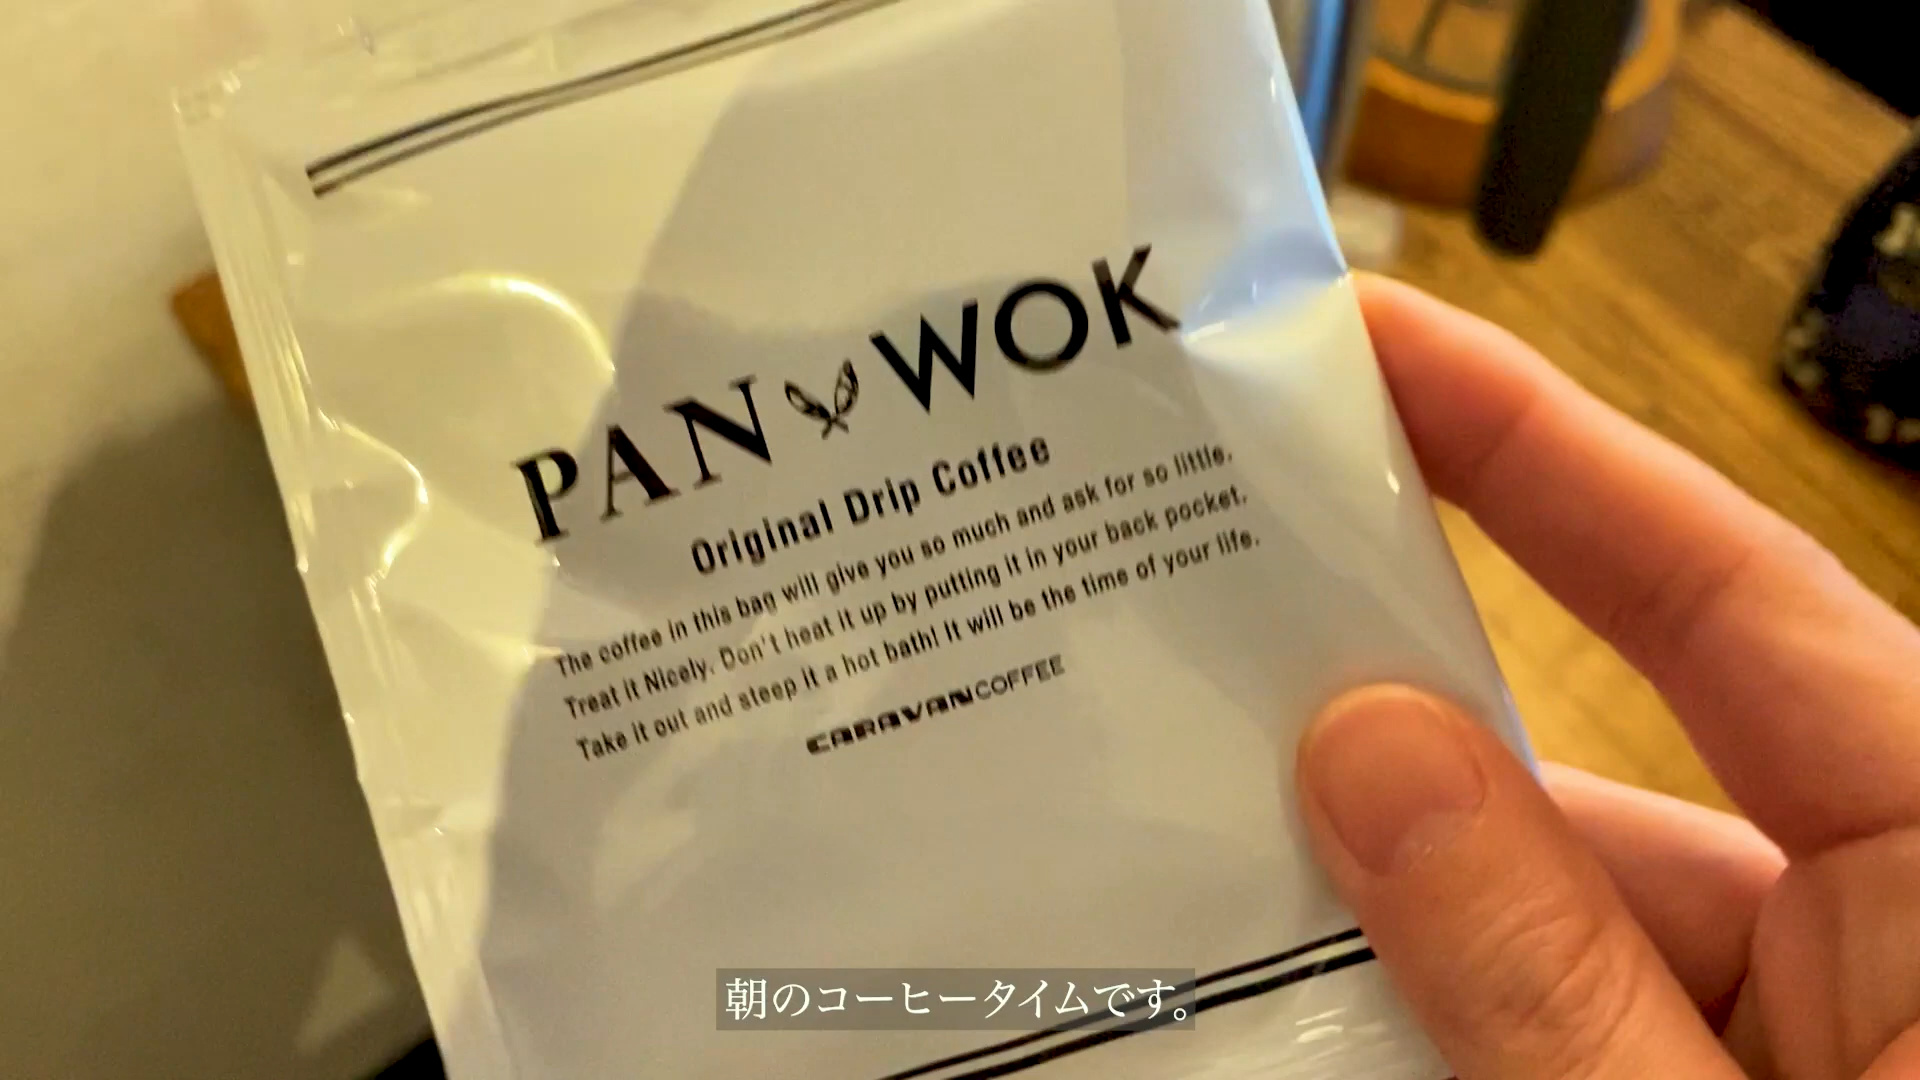 PAN WOK
Original Drip Coffee
The coffee in this bag will give you so much and ask for so little.
Treat it Nicely. Don't heat it up by putting it in your back pocket.
Take it out and steep it a hot bath! It will be the time of your life.
CARAVANCOFFEE
朝のコーヒータイムです。